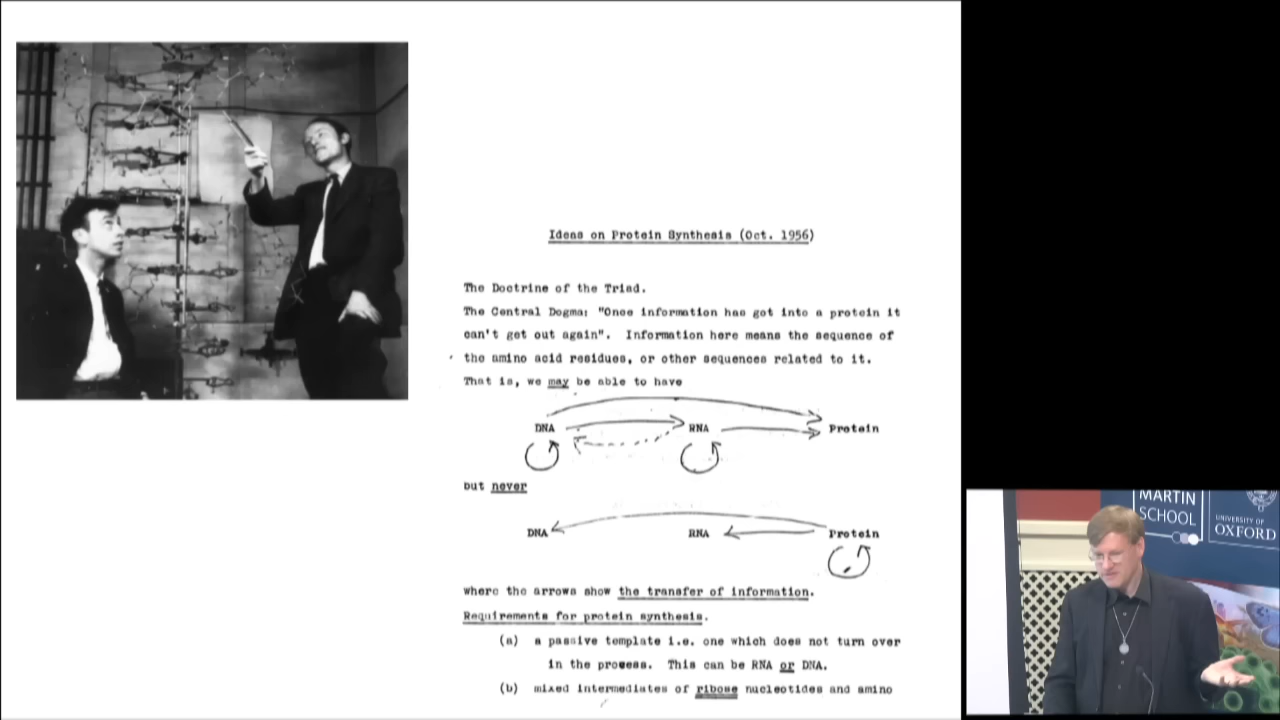 Ideas on Protein Synthesis (Oct. 1956)
The Doctrine of the Triad.
The Central Dogma: "Once information has got into a protein it
can't get out again". Information here means the sequence of
the amino acid residues, or other sequences related to it.
That is, we may be able to have
DNA RNA Protein
but never
DNA RNA Protein
where the arrows show the transfer of information.
Requirements for protein synthesis.
(a) a passive template i.e. one which does not turn over
in the process. This can be RNA or DNA.
(b) mixed intermediates of ribose nucleotides and amino
MARTIN
SCHOOL
UNIVERSITY OF
OXFORD